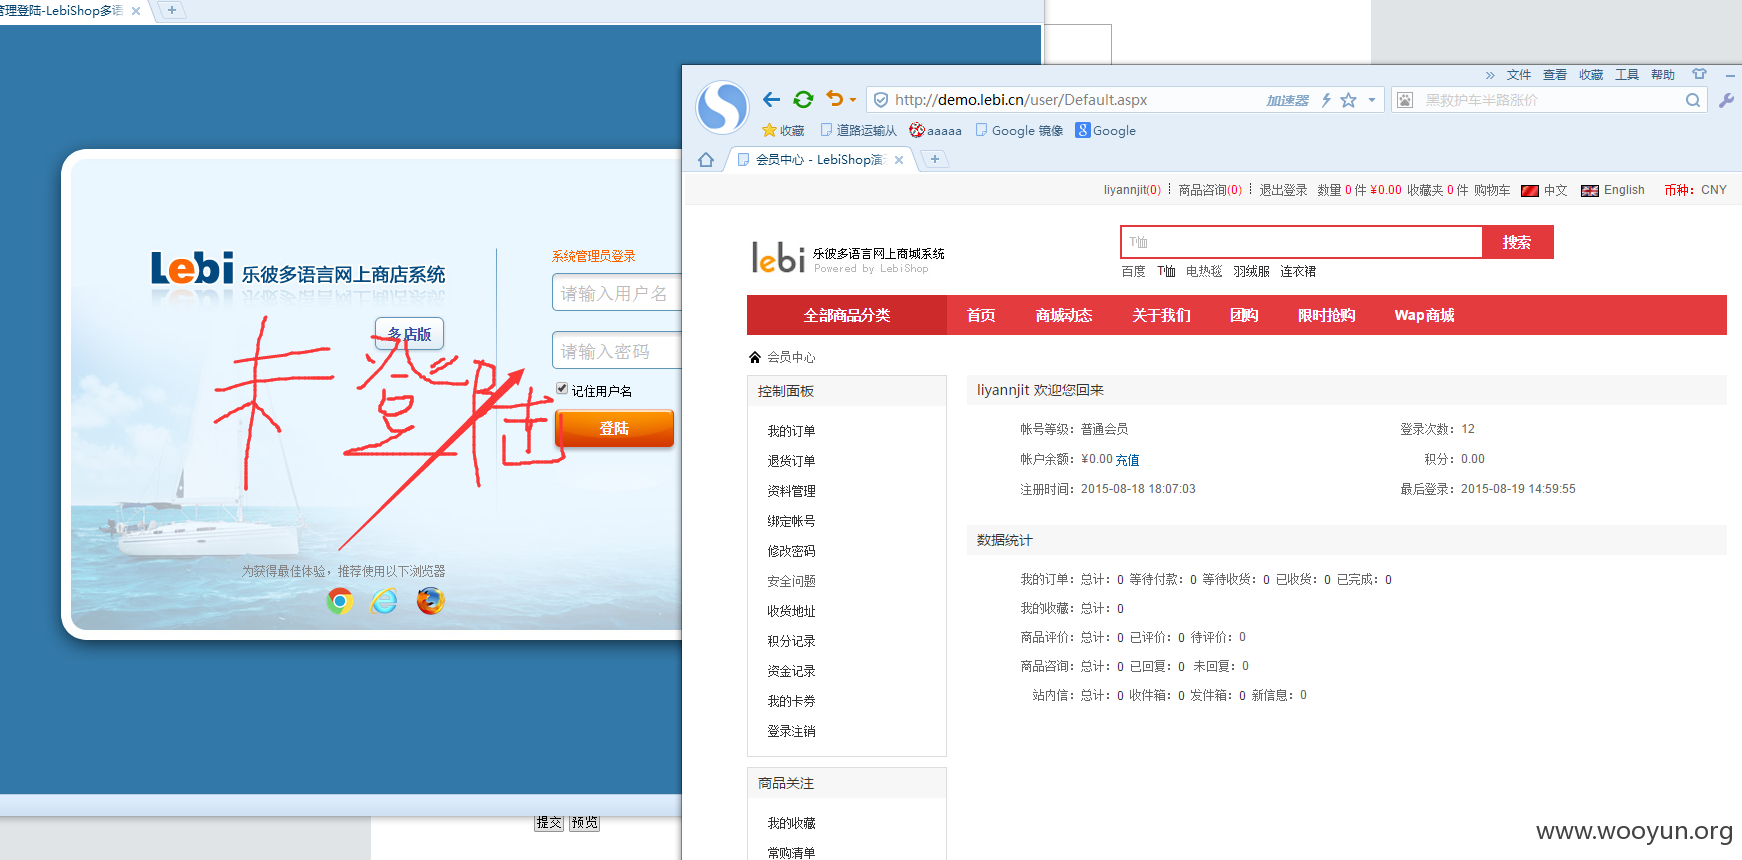 管理登陆-LebiShop多语
Lebi 乐彼多语言网上商店系统
多店版
未登陆
系统管理员登录
请输入用户名
请输入密码
记住用户名
登陆
为获得最佳体验，推荐使用以下浏览器
提交 预览
» 文件 查看 收藏 工具 帮助
http://demo.lebi.cn/user/Default.aspx 加速器 黑救护车半路涨价
收藏 道路运输从 aaaaa Google 镜像 8 Google
会员中心 - LebiShop演
liyannjit(0) 商品咨询(0) 退出登录 数量 0 件 ¥0.00 收藏夹 0 件 购物车 中文 English 币种：CNY
lebi 乐彼多语言网上商城系统
Powered by LebiShop
T恤 搜索
百度 T恤 电热毯 羽绒服 连衣裙
全部商品分类 首页 商城动态 关于我们 团购 限时抢购 Wap商城
会员中心
控制面板
我的订单
退货订单
资料管理
绑定帐号
修改密码
安全问题
收货地址
积分记录
资金记录
我的卡券
登录注销
商品关注
我的收藏
常购清单
liyannjit 欢迎您回来
帐号等级：普通会员 登录次数：12
帐户余额：¥0.00 充值 积分：0.00
注册时间：2015-08-18 18:07:03 最后登录：2015-08-19 14:59:55
数据统计
我的订单：总计：0 等待付款：0 等待收货：0 已收货：0 已完成：0
我的收藏：总计：0
商品评价：总计：0 已评价：0 待评价：0
商品咨询：总计：0 已回复：0 未回复：0
站内信：总计：0 收件箱：0 发件箱：0 新信息：0
www.wooyun.org